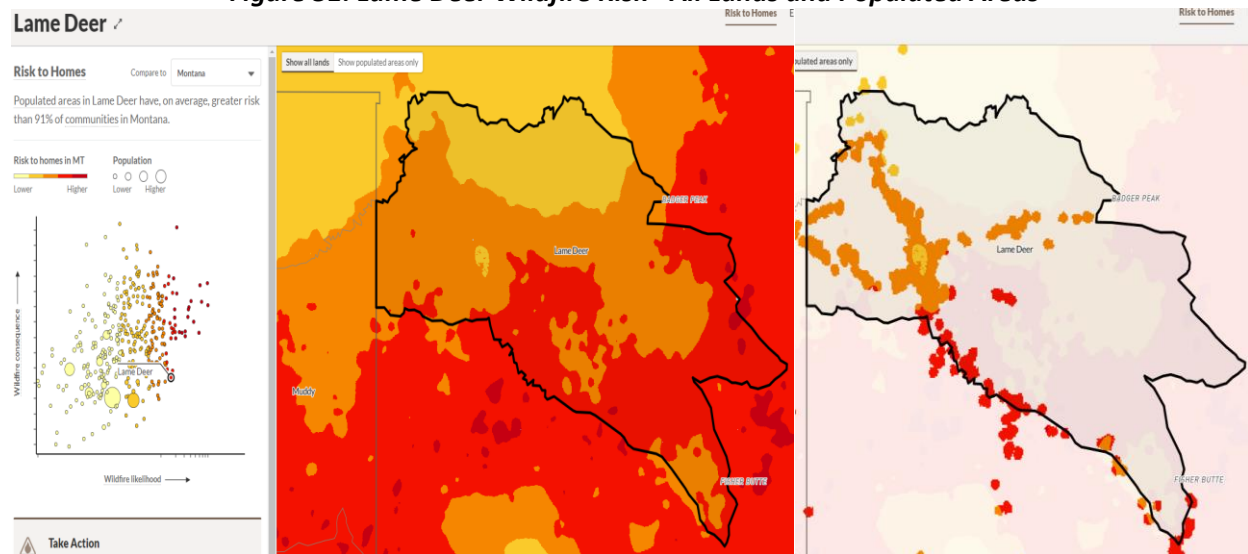 Lame Deer
Risk to Homes
Risk to Homes
Risk to Homes
Compare to
Montana
Populated areas in Lame Deer have, on average, greater risk
than 91% of communities in Montana.
Risk to homes in MT
Population
Lower
Higher
Lower
Higher
Wildfire consequence
Lame Deer
Wildfire likelihood
Take Action
Show all lands
Show populated areas only
BADGER PEAK
Lame Deer
Muddy
FISHER BUTTE
populated areas only
BADGER PEAK
Lame Deer
FISHER BUTTE